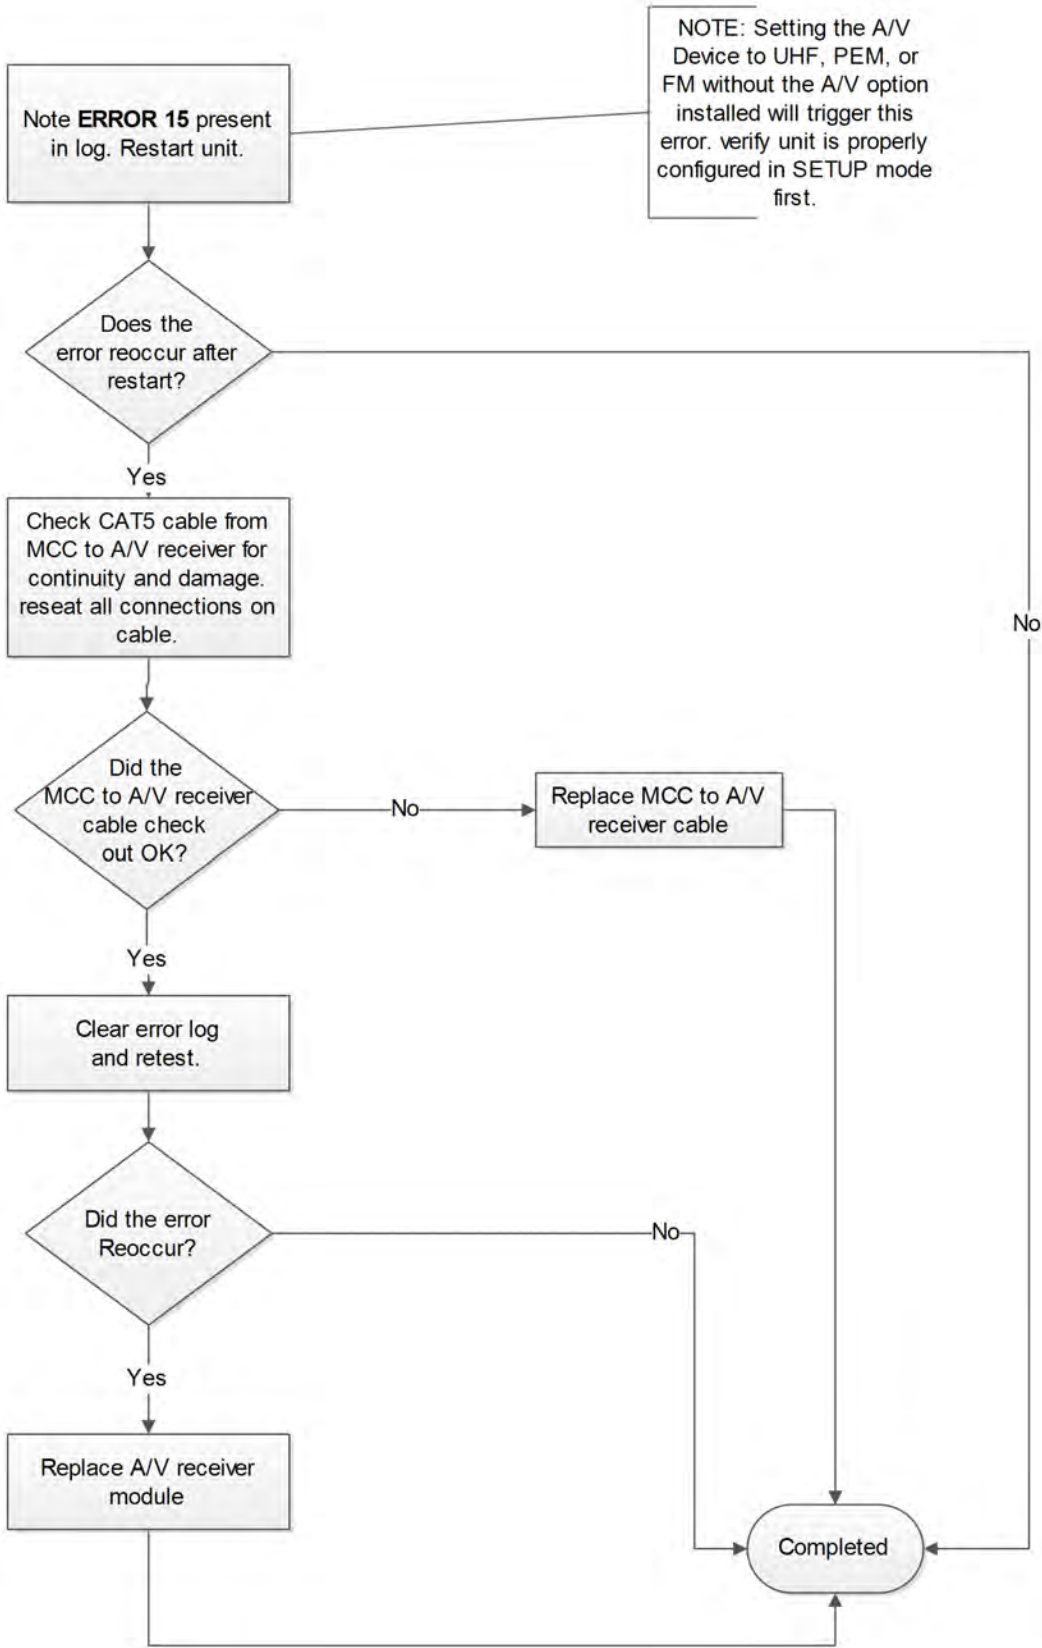 NOTE: Setting the A/V
Device to UHF, PEM, or
FM without the A/V option
installed will trigger this
error. verify unit is properly
configured in SETUP mode
first.
Note ERROR 15 present
in log. Restart unit.
Does the
error reoccur after
restart?
Yes
No
Check CAT5 cable from
MCC to A/V receiver for
continuity and damage.
reseat all connections on
cable.
Did the
MCC to A/V receiver
cable check
out OK?
No
Replace MCC to A/V
receiver cable
Yes
Clear error log
and retest.
Did the error
Reoccur?
No
Yes
Replace A/V receiver
module
Completed